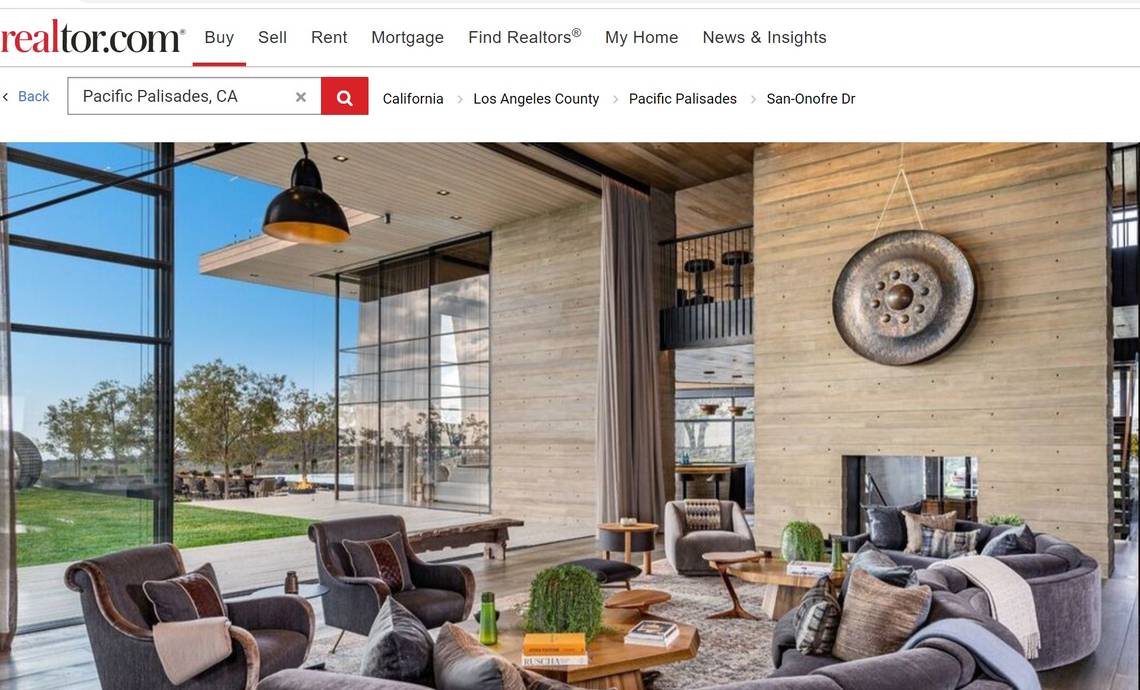 realtor.com®
Buy Sell Rent Mortgage Find Realtors® My Home News & Insights
Back Pacific Palisades, CA California Los Angeles County Pacific Palisades San-Onofre Dr
RUSCHA